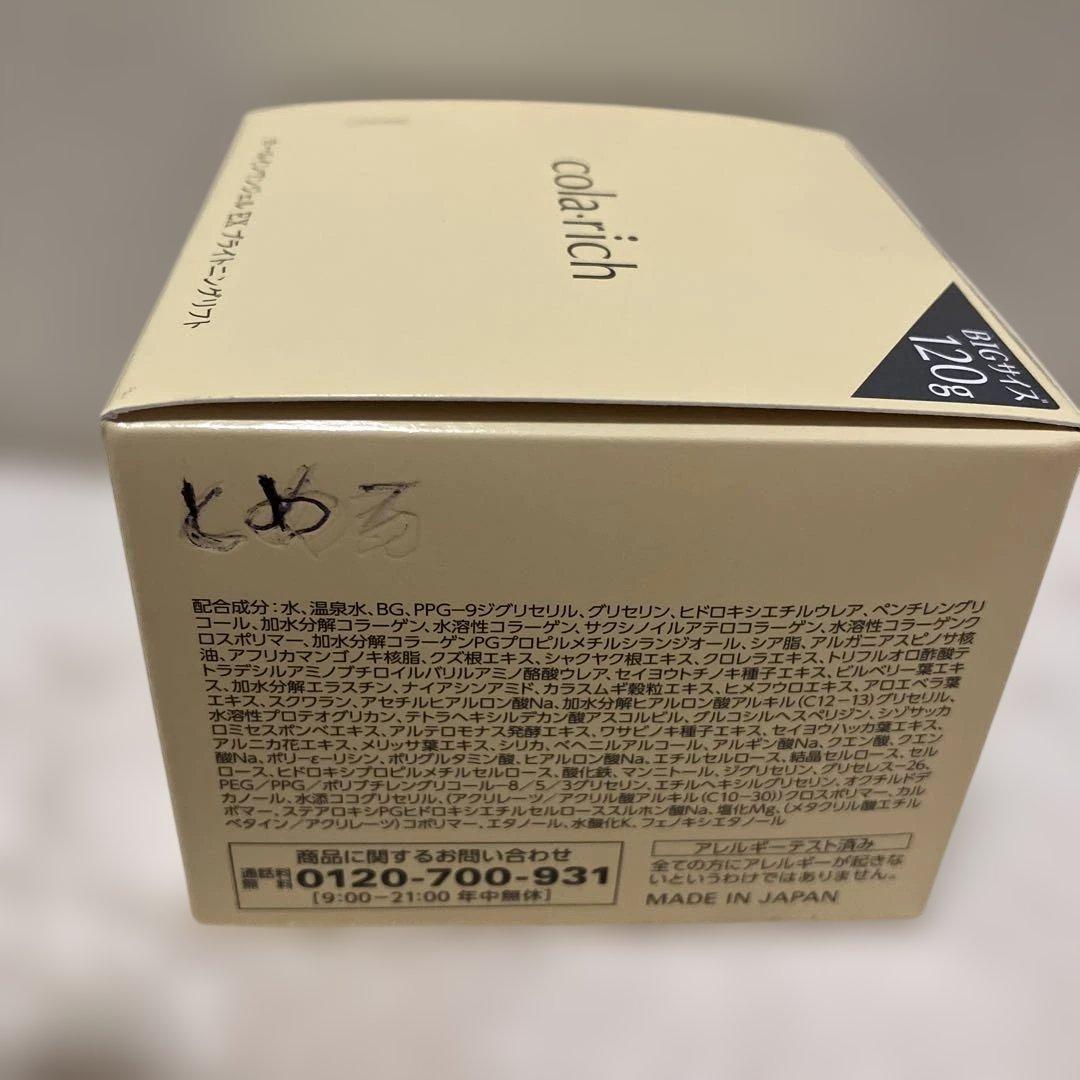 cola・rich
オールインワンジェル EX ブライトニングリフト
BIGサイズ
120g
とめ
配合成分：水、温泉水、BG、PPG−9ジグリセリル、グリセリン、ヒドロキシエチルウレア、ペンチレングリ
コール、加水分解コラーゲン、水溶性コラーゲン、サクシノイルアテロコラーゲン、水溶性コラーゲンク
ロスポリマー、加水分解コラーゲンPGプロピルメチルシランジオール、シア脂、アルガニアスピノサ核
油、アフリカマンゴノキ核脂、クズ根エキス、シャクヤク根エキス、クロレラエキス、トリフルオロ酢酸テ
トラデシルアミノブチロイルバリルアミノ酪酸ウレア、セイヨウトチノキ種子エキス、ビルベリー葉エキ
ス、加水分解エラスチン、ナイアシンアミド、カラスムギ穀粒エキス、ヒメフウロエキス、アロエベラ葉
エキス、スクワラン、アセチルヒアルロン酸Na、加水分解ヒアルロン酸アルキル(C12−13)グリセリル、
水溶性プロテオグリカン、テトラヘキシルデカン酸アスコルビル、グルコシルヘスペリジン、シゾサッカ
ロミセスポンベエキス、アルテロモナス発酵エキス、ワサビノキ種子エキス、セイヨウハッカ葉エキス、
アルニカ花エキス、メリッサ葉エキス、シリカ、ベヘニルアルコール、アルギン酸Na、クエン酸、クエン
酸Na、ポリ−ε−リシン、ポリグルタミン酸、ヒアルロン酸Na、エチルセルロース、結晶セルロース、セル
ロース、ヒドロキシプロピルメチルセルロース、酸化鉄、マンニトール、ジグリセリン、グリセレス−26、
PEG／PPG／ポリブチレングリコール−8／5／3グリセリン、エチルヘキシルグリセリン、オクチルドデ
カノール、水添ココグリセリル、(アクリレーツ／アクリル酸アルキル(C10−30))クロスポリマー、カル
ボマー、ステアロキシPGヒドロキシエチルセルローススルホン酸Na、塩化Mg、(メタクリル酸エチル
ベタイン／アクリレーツ)コポリマー、エタノール、水酸化K、フェノキシエタノール
商品に関するお問い合わせ
通話料無料 0120-700-931
[9:00−21:00 年中無休]
アレルギーテスト済み
全ての方にアレルギーが起きな
いというわけではありません。
MADE IN JAPAN